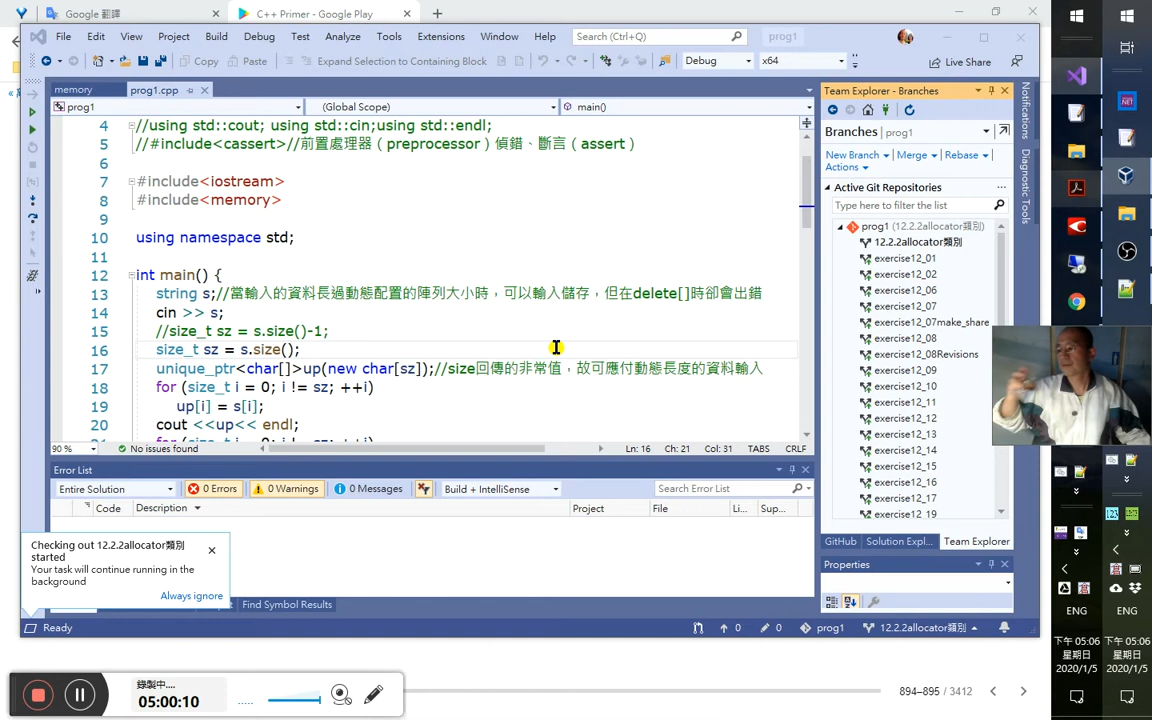 Google 翻譯
C++ Primer - Google Play
File Edit View Project Build Debug Test Analyze Tools Extensions Window Help
Search (Ctrl+Q)
prog1
Copy Paste Expand Selection to Containing Block
Debug
x64
Live Share
memory
prog1.cpp
prog1
(Global Scope)
main()
4 //using std::cout; using std::cin;using std::endl;
5 //#include<cassert>//前置處理器（preprocessor）偵錯、斷言（assert）
7 #include<iostream>
8 #include<memory>
9
10 using namespace std;
11
12 int main() {
13 string s;//當輸入的資料長過動態配置的陣列大小時，可以輸入儲存，但在delete[]時卻會出錯
14 cin >> s;
15 //size_t sz = s.size()-1;
16 size_t sz = s.size();
17 unique_ptr<char[]>up(new char[sz]);//size回傳的非常值，故可應付動態長度的資料輸入
18 for (size_t i = 0; i != sz; ++i)
19 up[i] = s[i];
20 cout <<up<< endl;
for (size_t i = 0; i != sz; ++i)
90 %
No issues found
Ln: 16 Ch: 21 Col: 31 TABS CRLF
Error List
Entire Solution
0 Errors
0 Warnings
0 Messages
Build + IntelliSense
Search Error List
Code Description Project File Li... Sup...
Checking out 12.2.2allocator類別
started
Your task will continue running in the
background
Always ignore
Find Symbol Results
Team Explorer - Branches
Branches prog1
New Branch Merge Rebase
Actions
Active Git Repositories
Type here to filter the list
prog1 (12.2.2allocator類別)
12.2.2allocator類別
exercise12_01
exercise12_02
exercise12_06
exercise12_07
exercise12_07make_share
exercise12_08
exercise12_08Revisions
exercise12_09
exercise12_10
exercise12_11
exercise12_12
exercise12_13
exercise12_14
exercise12_15
exercise12_16
exercise12_17
exercise12_19
GitHub Solution Expl... Team Explorer
Properties
Notifications
Diagnostic Tools
Ready
0
0
prog1
12.2.2allocator類別
錄製中....
05:00:10
894–895 / 3412
ENG
下午 05:06
星期日
2020/1/5
ENG
下午 05:06
星期日
2020/1/5